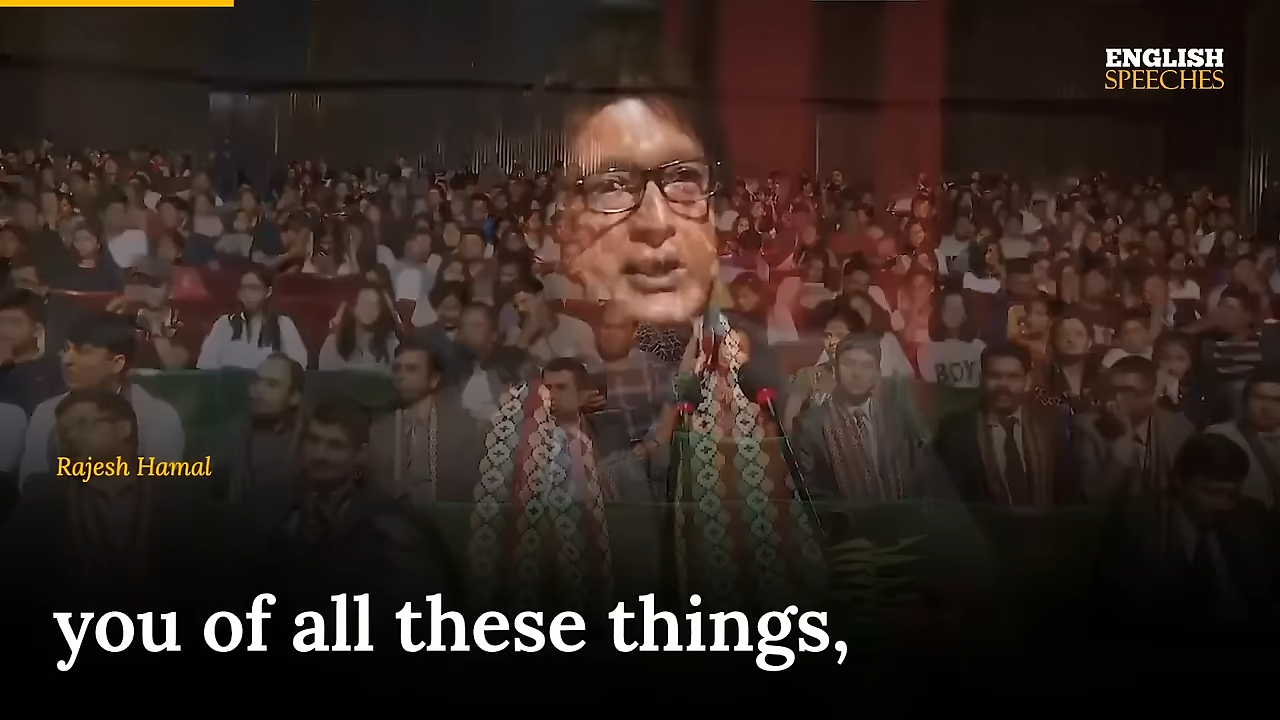 ENGLISH
SPEECHES
BOY
Rajesh Hamal
you of all these things,